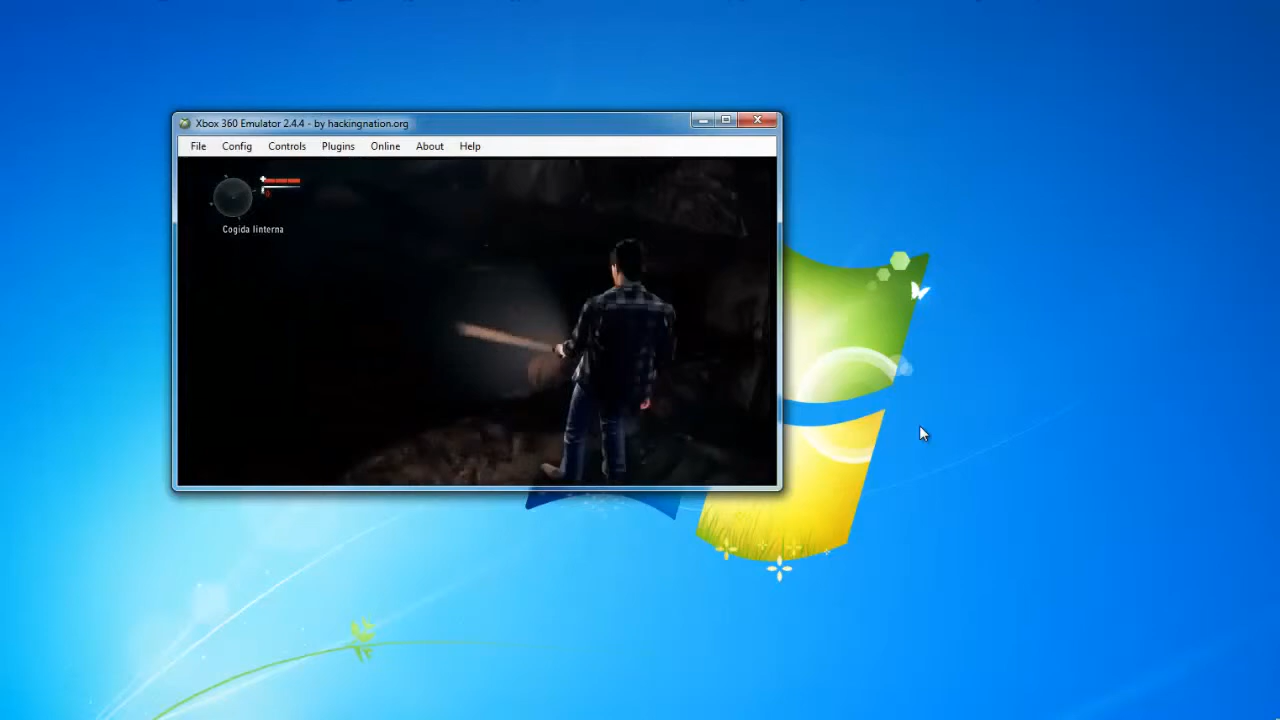 Xbox 360 Emulator 2.4.4 - by hackingnation.org
File Config Controls Plugins Online About Help
Cogida linterna